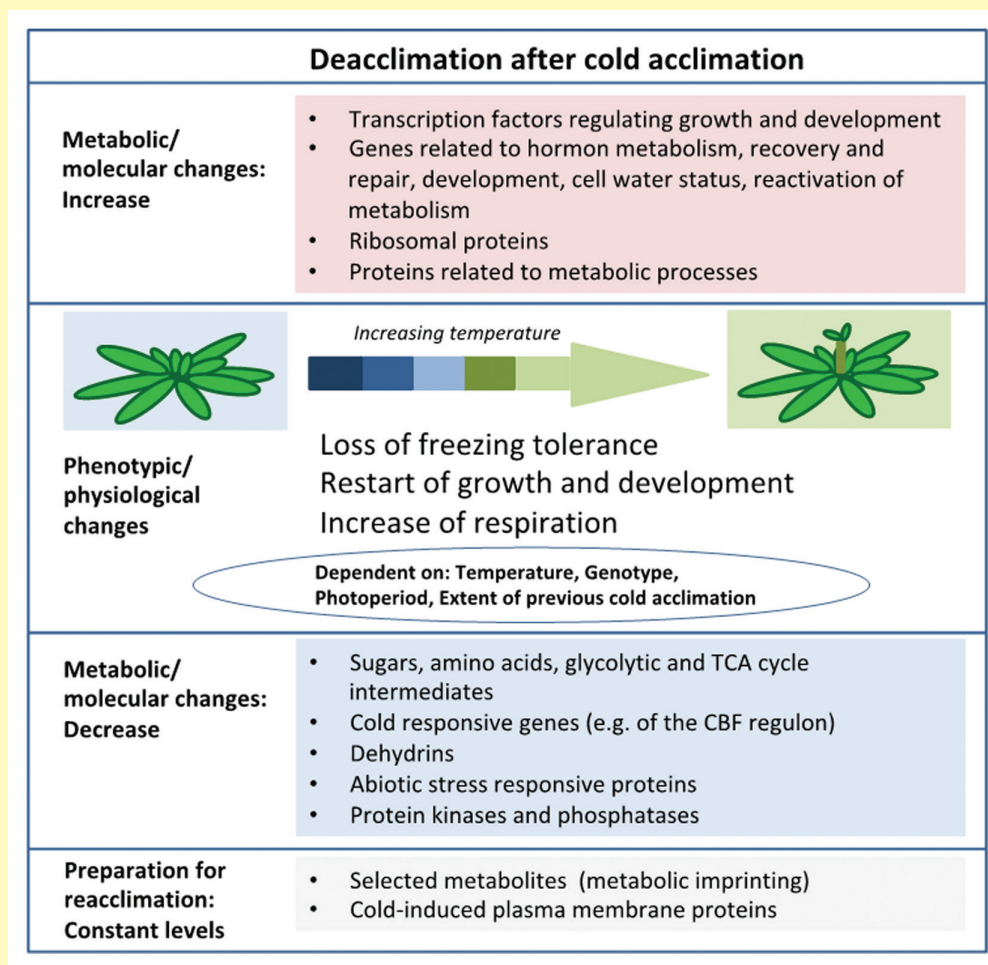 Deacclimation after cold acclimation
Metabolic/
molecular changes:
Increase
• Transcription factors regulating growth and development
• Genes related to hormon metabolism, recovery and
repair, development, cell water status, reactivation of
metabolism
• Ribosomal proteins
• Proteins related to metabolic processes
Increasing temperature
Phenotypic/
physiological
changes
Loss of freezing tolerance
Restart of growth and development
Increase of respiration
Dependent on: Temperature, Genotype,
Photoperiod, Extent of previous cold acclimation
Metabolic/
molecular changes:
Decrease
• Sugars, amino acids, glycolytic and TCA cycle
intermediates
• Cold responsive genes (e.g. of the CBF regulon)
• Dehydrins
• Abiotic stress responsive proteins
• Protein kinases and phosphatases
Preparation for
reacclimation:
Constant levels
• Selected metabolites (metabolic imprinting)
• Cold-induced plasma membrane proteins